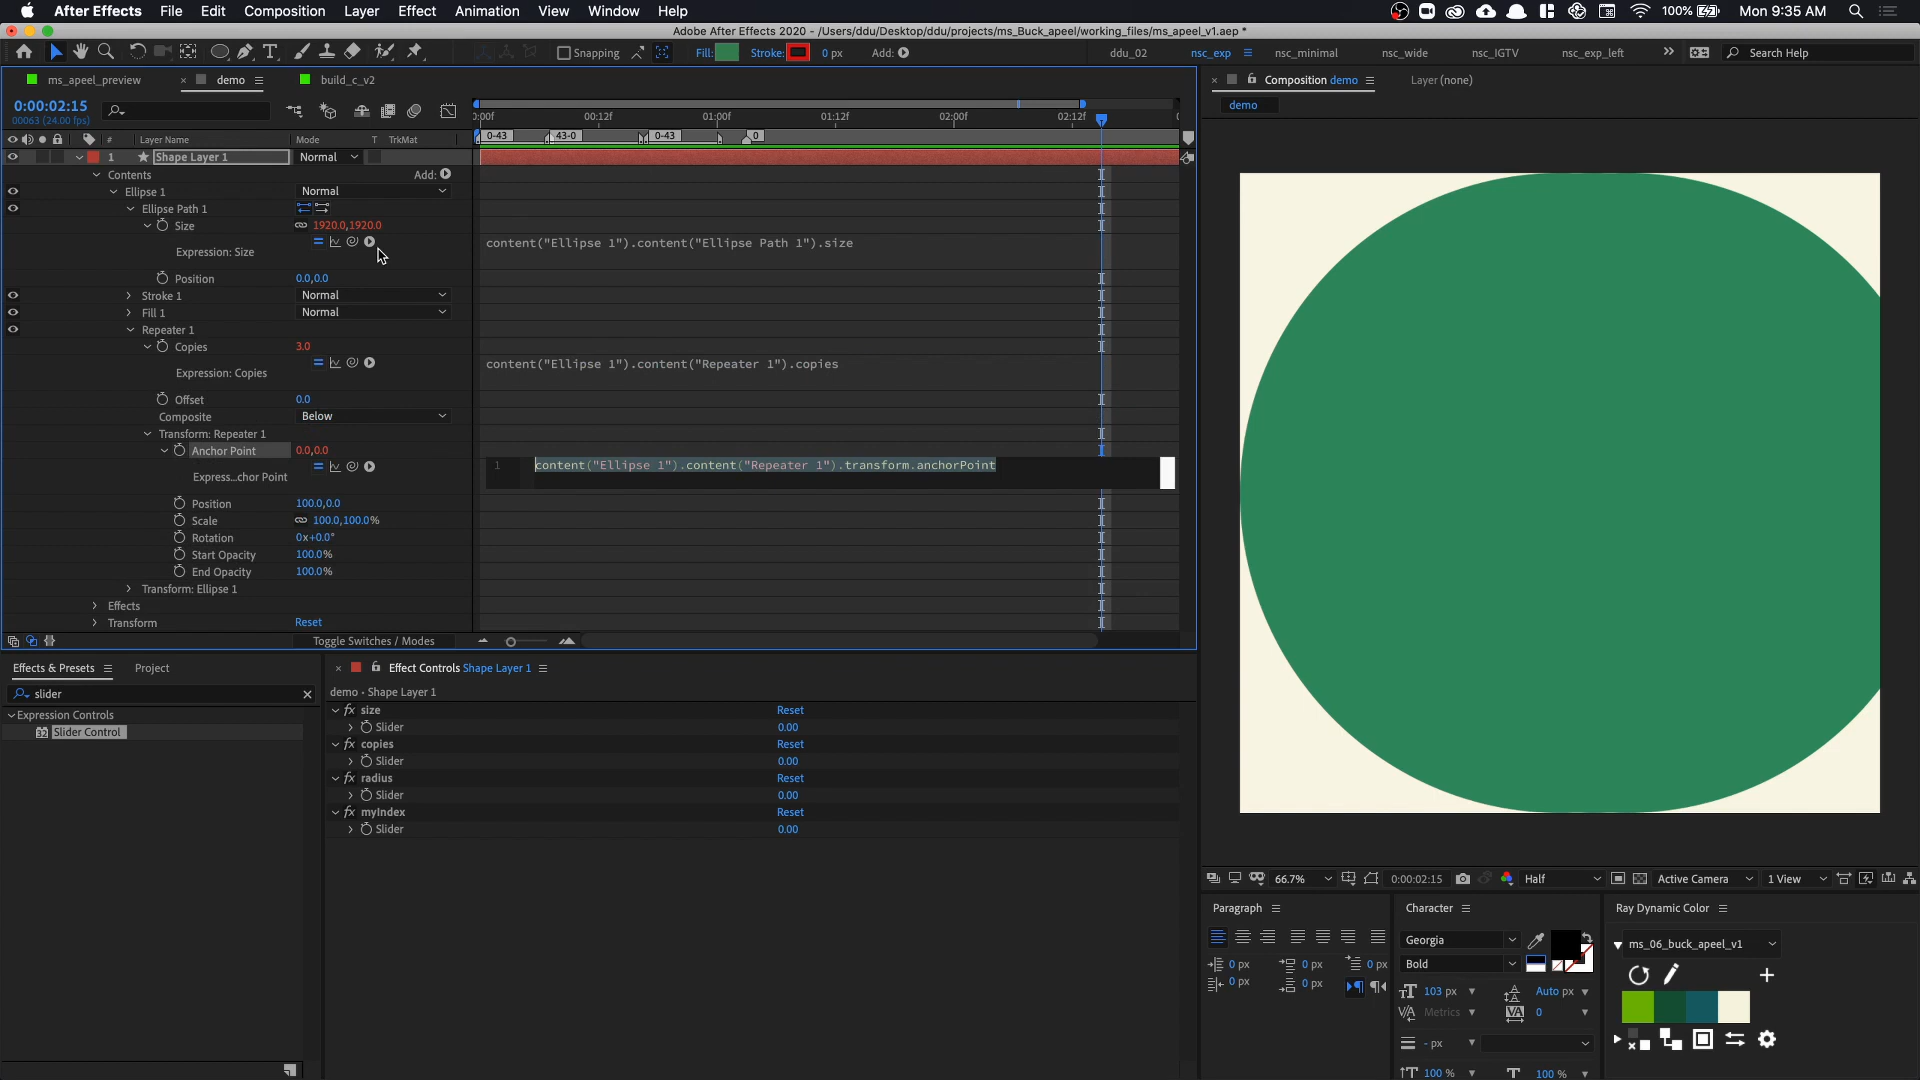 After Effects File Edit Composition Layer Effect Animation View Window Help 100% Mon 9:35 AM
Adobe After Effects 2020 - /Users/ddu/Desktop/ddu/projects/ms_Buck_apeel/working_files/ms_apeel_v1.aep *
Snapping Fill: Stroke: 0 px Add: ddu_02 nsc_exp nsc_minimal nsc_wide nsc_IGTV nsc_exp_left Search Help
ms_apeel_preview demo build_c_v2
Composition demo Layer (none)
0:00:02:15
00063 (24.00 fps)
demo
:00f 00:12f 01:00f 01:12f 02:00f 02:12f
# Layer Name Mode T TrkMat 0-43 43-0 0-43 0
1 Shape Layer 1 Normal
Contents Add:
Ellipse 1 Normal
Ellipse Path 1
Size 1920.0,1920.0
Expression: Size content("Ellipse 1").content("Ellipse Path 1").size
Position 0.0,0.0
Stroke 1 Normal
Fill 1 Normal
Repeater 1
Copies 3.0
Expression: Copies content("Ellipse 1").content("Repeater 1").copies
Offset 0.0
Composite Below
Transform: Repeater 1
Anchor Point 0.0,0.0
Express...chor Point 1 content("Ellipse 1").content("Repeater 1").transform.anchorPoint
Position 100.0,0.0
Scale 100.0,100.0%
Rotation 0x+0.0°
Start Opacity 100.0%
End Opacity 100.0%
Transform: Ellipse 1
Effects
Transform Reset
Toggle Switches / Modes
Effects & Presets Project
slider
Expression Controls
32 Slider Control
Effect Controls Shape Layer 1
demo • Shape Layer 1
fx size Reset
Slider 0.00
fx copies Reset
Slider 0.00
fx radius Reset
Slider 0.00
fx myIndex Reset
Slider 0.00
66.7% 0:00:02:15 Half Active Camera 1 View
Paragraph
0 px 0 px 0 px
0 px 0 px
Character
Georgia
Bold
103 px Auto px
Metrics 0
- px
100 % 100 %
Ray Dynamic Color
ms_06_buck_apeel_v1